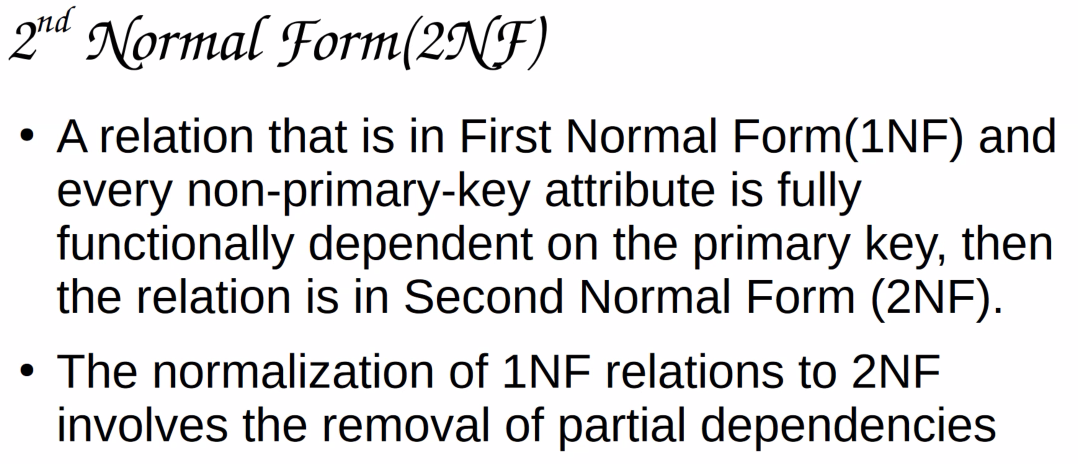 2nd Normal Form(2NF)
• A relation that is in First Normal Form(1NF) and
every non-primary-key attribute is fully
functionally dependent on the primary key, then
the relation is in Second Normal Form (2NF).
• The normalization of 1NF relations to 2NF
involves the removal of partial dependencies